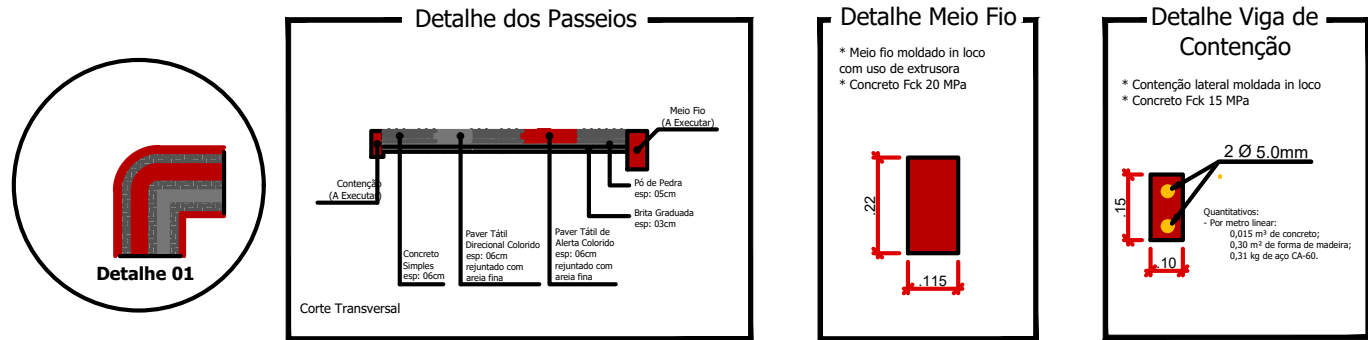 Detalhe 01
Detalhe dos Passeios
Meio Fio
(A Executar)
Contenção
(A Executar)
Pó de Pedra
esp: 05cm
Brita Graduada
esp: 03cm
Concreto
Simples
esp: 06cm
Paver Tátil
Direcional Colorido
esp: 06cm
rejuntado com
areia fina
Paver Tátil de
Alerta Colorido
esp: 06cm
rejuntado com
areia fina
Corte Transversal
Detalhe Meio Fio
* Meio fio moldado in loco
com uso de extrusora
* Concreto Fck 20 MPa
.22
.115
Detalhe Viga de
Contenção
* Contenção lateral moldada in loco
* Concreto Fck 15 MPa
2 Ø 5.0mm
.15
.10
Quantitativos:
- Por metro linear:
0,015 m³ de concreto;
0,30 m² de forma de madeira;
0,31 kg de aço CA-60.